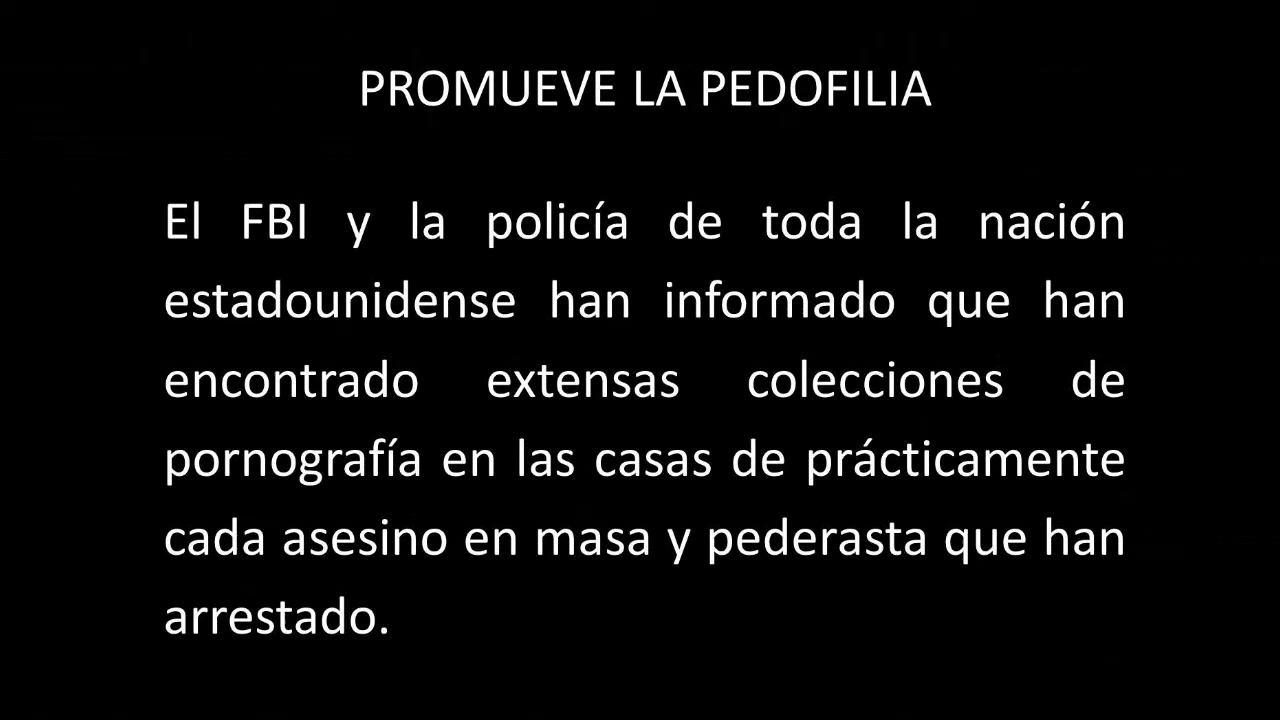 PROMUEVE LA PEDOFILIA
El FBI y la policía de toda la nación
estadounidense han informado que han
encontrado extensas colecciones de
pornografía en las casas de prácticamente
cada asesino en masa y pederasta que han
arrestado.